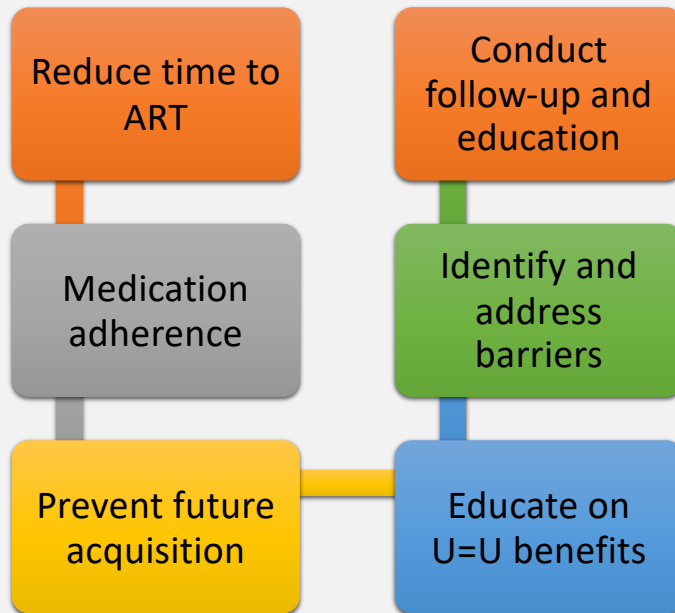 Reduce time to
ART
Medication
adherence
Prevent future
acquisition
Educate on
U=U benefits
Identify and
address
barriers
Conduct
follow-up and
education